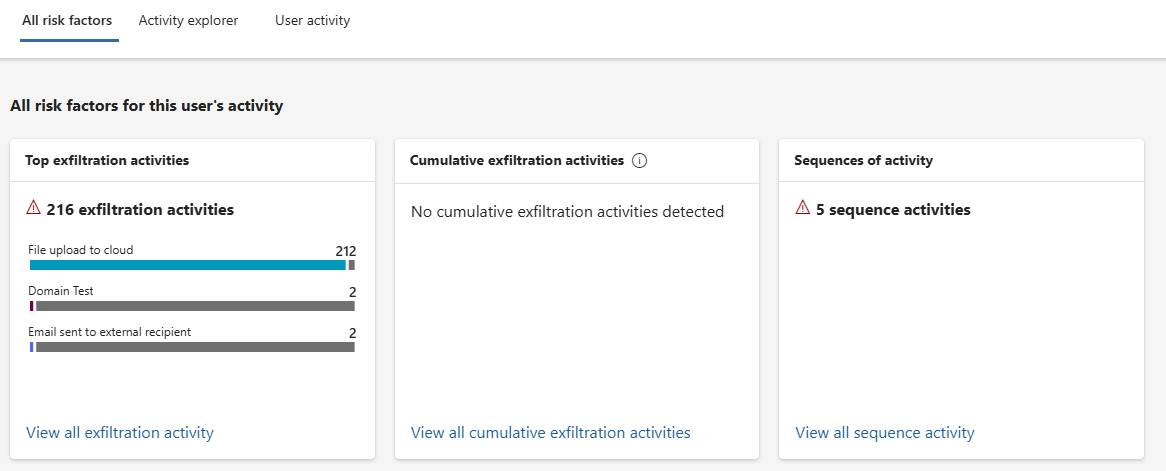 All risk factors
Activity explorer
User activity
All risk factors for this user's activity
Top exfiltration activities
216 exfiltration activities
File upload to cloud
212
Domain Test
2
Email sent to external recipient
2
View all exfiltration activity
Cumulative exfiltration activities
No cumulative exfiltration activities detected
View all cumulative exfiltration activities
Sequences of activity
5 sequence activities
View all sequence activity